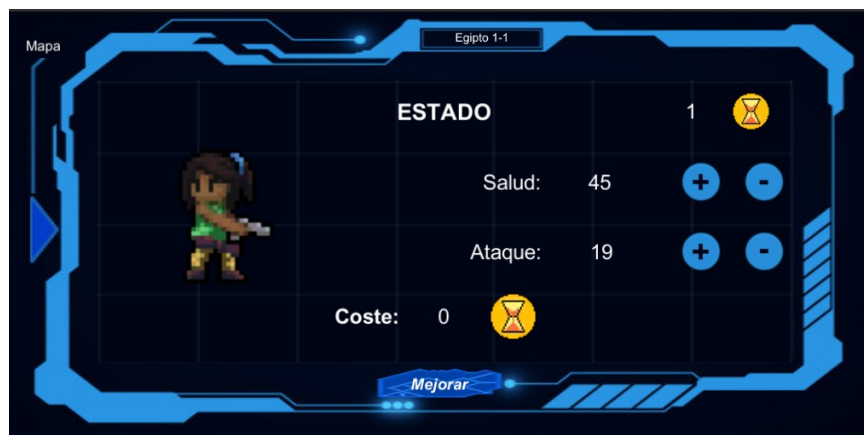 Egipto 1-1
Mapa
ESTADO 1
Salud: 45 + -
Ataque: 19 + -
Coste: 0
Mejorar